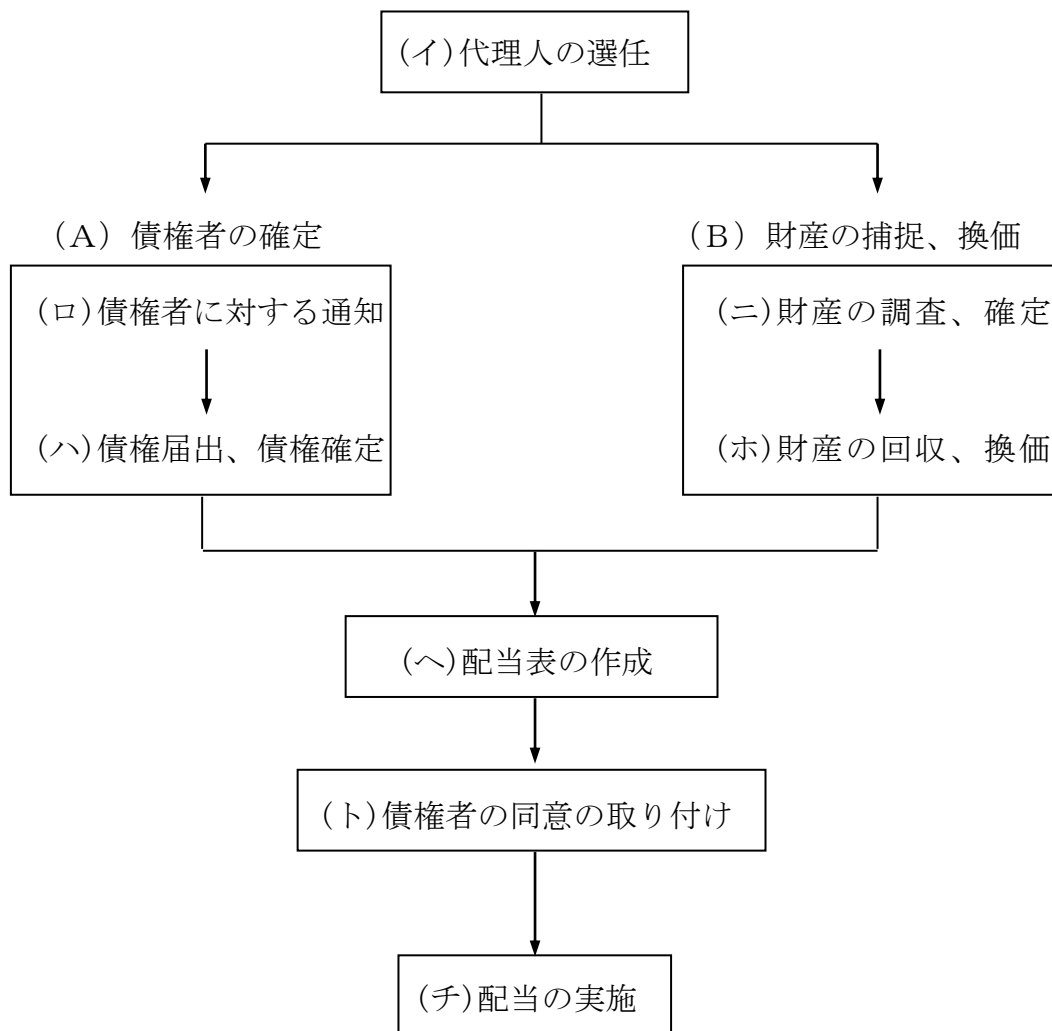 (イ)代理人の選任
(A) 債権者の確定
(B) 財産の捕捉、換価
(ロ)債権者に対する通知
(ニ)財産の調査、確定
(ハ)債権届出、債権確定
(ホ)財産の回収、換価
(ヘ)配当表の作成
(ト)債権者の同意の取り付け
(チ)配当の実施